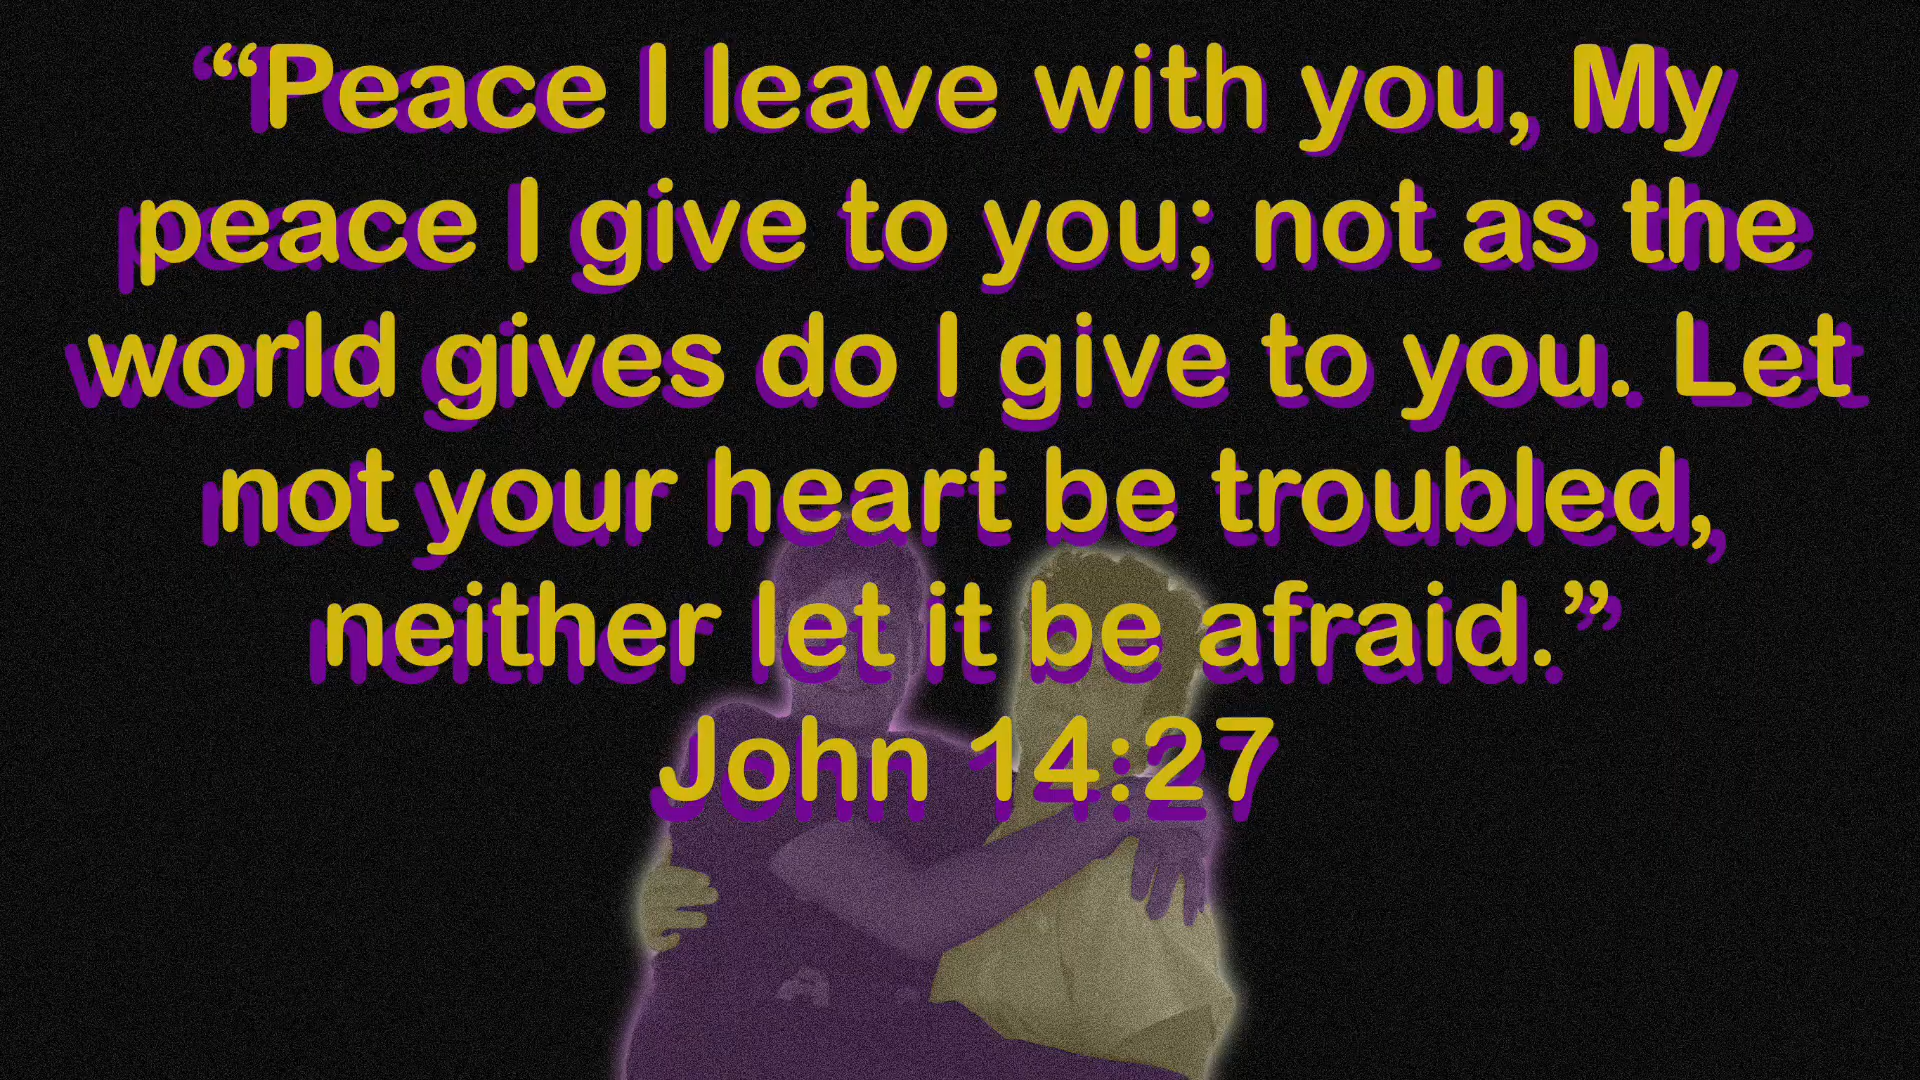 “Peace I leave with you, My
peace I give to you; not as the
world gives do I give to you. Let
not your heart be troubled,
neither let it be afraid.”
John 14:27